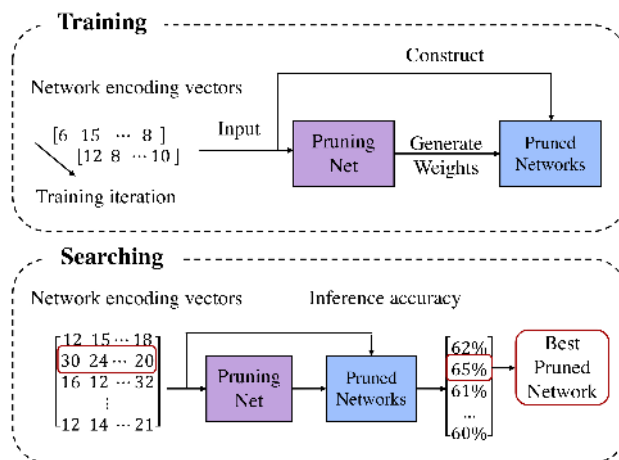 Training
Construct
Network encoding vectors
[6 15 ··· 8 ]
[12 8 ··· 10]
Input
Pruning
Net
Generate
Weights
Pruned
Networks
Training iteration
Searching
Network encoding vectors
Inference accuracy
12 15 ··· 18
30 24 ··· 20
16 12 ··· 32
⋮
12 14 ··· 21
Pruning
Net
Pruned
Networks
62%
65%
61%
...
60%
Best
Pruned
Network